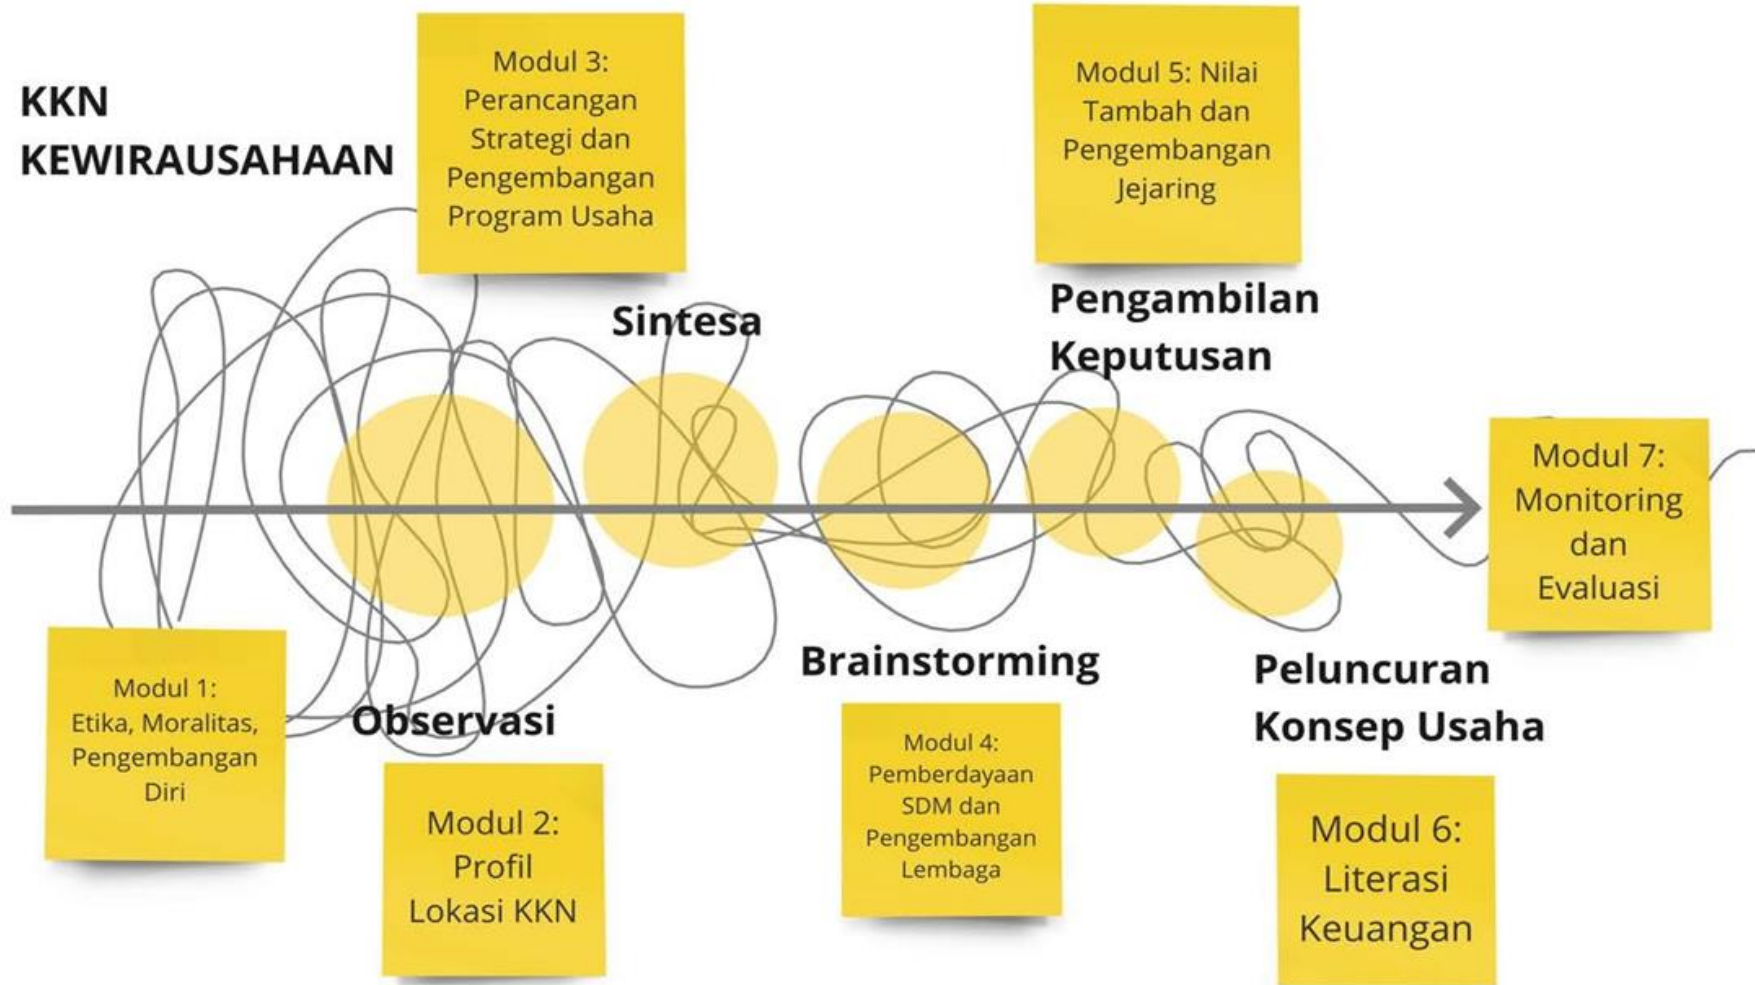 KKN
KEWIRAUSAHAAN
Modul 3:
Perancangan
Strategi dan
Pengembangan
Program Usaha
Modul 5: Nilai
Tambah dan
Pengembangan
Jejaring
Sintesa
Pengambilan
Keputusan
Modul 7:
Monitoring
dan
Evaluasi
Modul 1:
Etika, Moralitas,
Pengembangan
Diri
Observasi
Modul 2:
Profil
Lokasi KKN
Brainstorming
Modul 4:
Pemberdayaan
SDM dan
Pengembangan
Lembaga
Peluncuran
Konsep Usaha
Modul 6:
Literasi
Keuangan